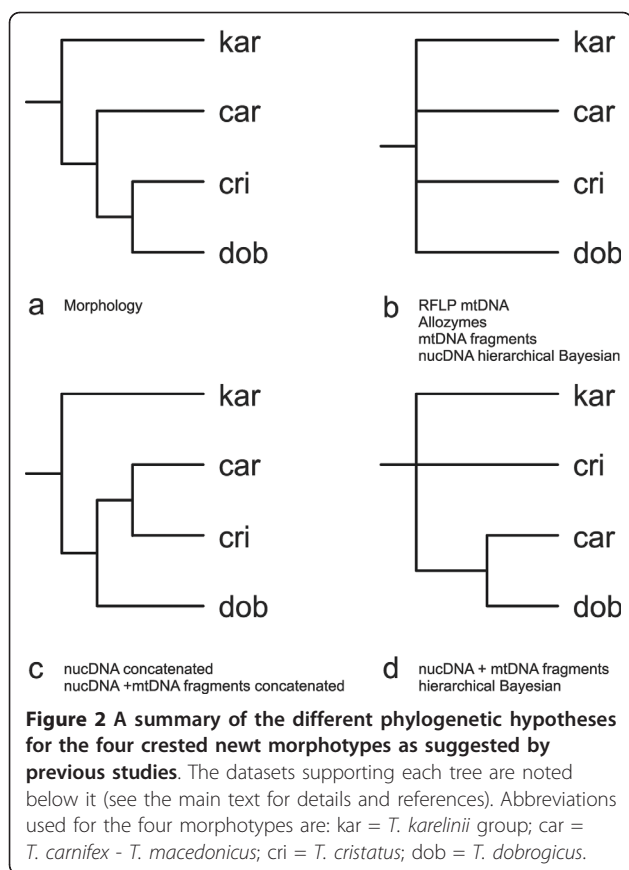 kar
car
cri
dob
a Morphology
kar
car
cri
dob
b RFLP mtDNA
Allozymes
mtDNA fragments
nucDNA hierarchical Bayesian
kar
car
cri
dob
c nucDNA concatenated
nucDNA +mtDNA fragments concatenated
kar
cri
car
dob
d nucDNA + mtDNA fragments
hierarchical Bayesian
Figure 2 A summary of the different phylogenetic hypotheses
for the four crested newt morphotypes as suggested by
previous studies. The datasets supporting each tree are noted
below it (see the main text for details and references). Abbreviations
used for the four morphotypes are: kar = T. karelinii group; car =
T. carnifex - T. macedonicus; cri = T. cristatus; dob = T. dobrogicus.